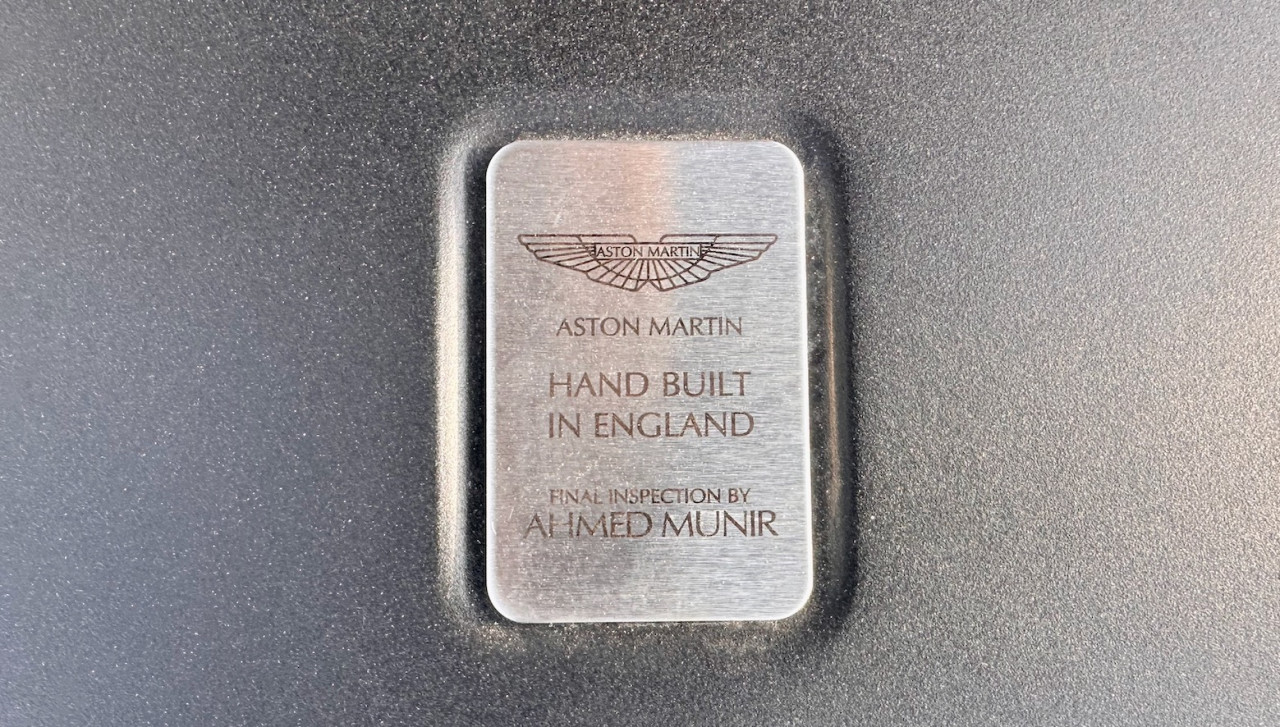 ASTON MARTIN
ASTON MARTIN
HAND BUILT
IN ENGLAND
FINAL INSPECTION BY
AHMED MUNIR